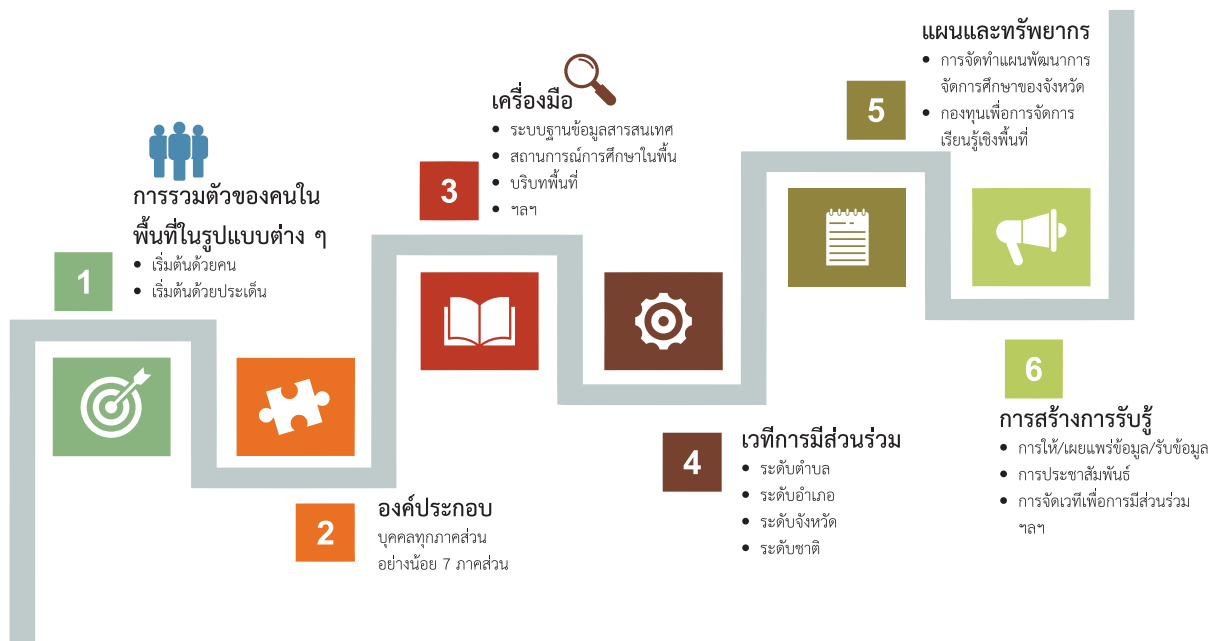 1
การรวมตัวของคนใน
พื้นที่ในรูปแบบต่าง ๆ
• เริ่มต้นด้วยคน
• เริ่มต้นด้วยประเด็น
2
องค์ประกอบ
บุคคลทุกภาคส่วน
อย่างน้อย 7 ภาคส่วน
3
เครื่องมือ
• ระบบฐานข้อมูลสารสนเทศ
• สถานการณ์การศึกษาในพื้น
• บริบทพื้นที่
• ฯลฯ
4
เวทีการมีส่วนร่วม
• ระดับตำบล
• ระดับอำเภอ
• ระดับจังหวัด
• ระดับชาติ
5
แผนและทรัพยากร
• การจัดทำแผนพัฒนาการ
จัดการศึกษาของจังหวัด
• กองทุนเพื่อการจัดการ
เรียนรู้เชิงพื้นที่
6
การสร้างการรับรู้
• การให้/เผยแพร่ข้อมูล/รับข้อมูล
• การประชาสัมพันธ์
• การจัดเวทีเพื่อการมีส่วนร่วม
ฯลฯ